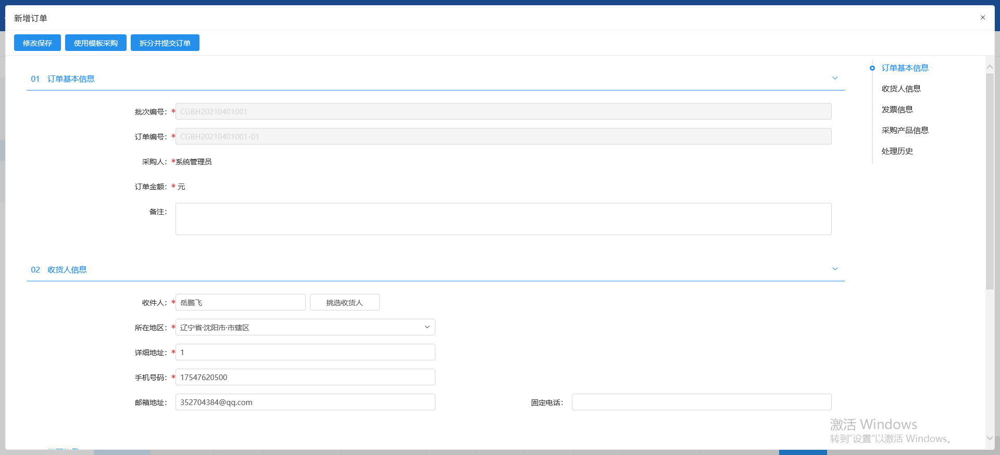 新增订单
×
修改保存 使用模板采购 拆分并提交订单
01 订单基本信息
批次编号: *CGBH20210401001
订单编号: *CGBH20210401001-01
采购人: *系统管理员
订单金额: * 元
备注:
02 收货人信息
收件人: *岳鹏飞 挑选收货人
所在地区: *辽宁省·沈阳市·市辖区
详细地址: *1
手机号码: *17547620500
邮箱地址: 352704384@qq.com 固定电话:
订单基本信息
收货人信息
发票信息
采购产品信息
处理历史
激活 Windows
转到“设置”以激活 Windows。